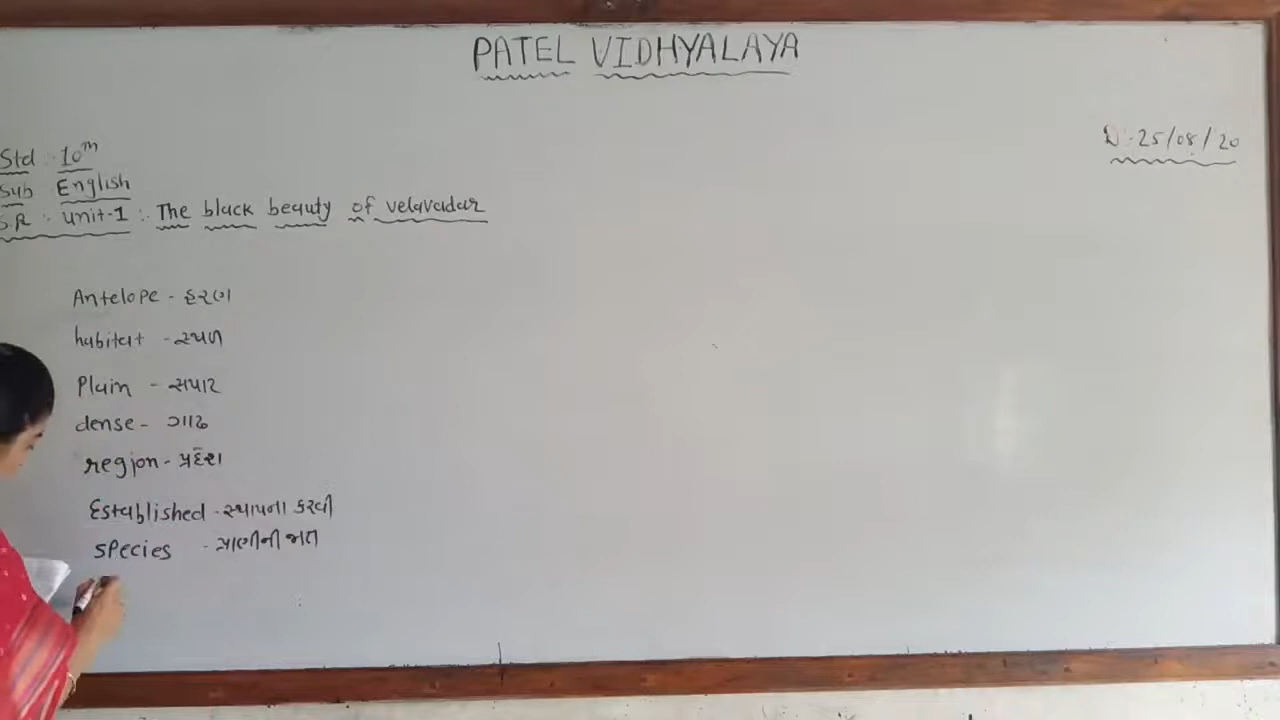 PATEL VIDHYALAYA
D:-25/08/20
Std : 10th
Sub English
S.R : unit-1 : The black beauty of velavadar
Antelope - હરણ
habitat - સ્થળ
Plain - સપાટ
dense - ગાઢ
region - પ્રદેશ
Established - સ્થાપના કરવી
species - પ્રાણીની જાત